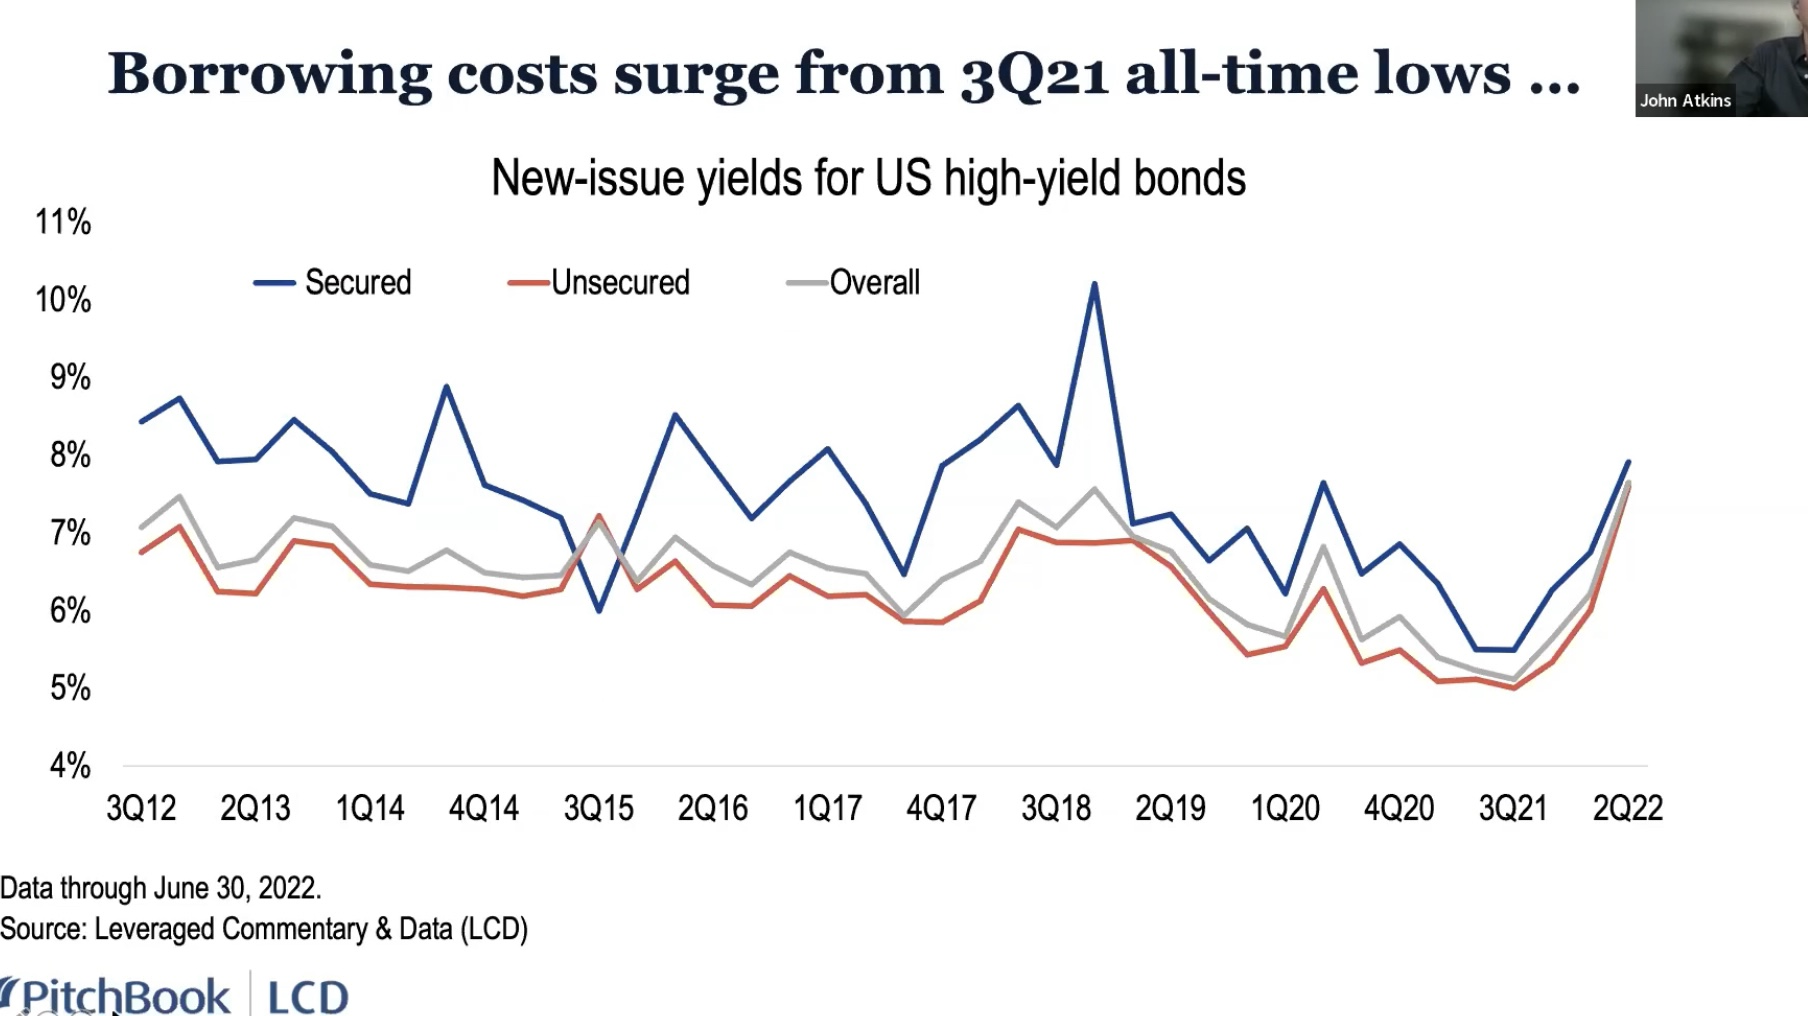 Borrowing costs surge from 3Q21 all-time lows ...
John Atkins
New-issue yields for US high-yield bonds
11%
Secured Unsecured Overall
10%
9%
8%
7%
6%
5%
4%
3Q12 2Q13 1Q14 4Q14 3Q15 2Q16 1Q17 4Q17 3Q18 2Q19 1Q20 4Q20 3Q21 2Q22
Data through June 30, 2022.
Source: Leveraged Commentary & Data (LCD)
PitchBook LCD